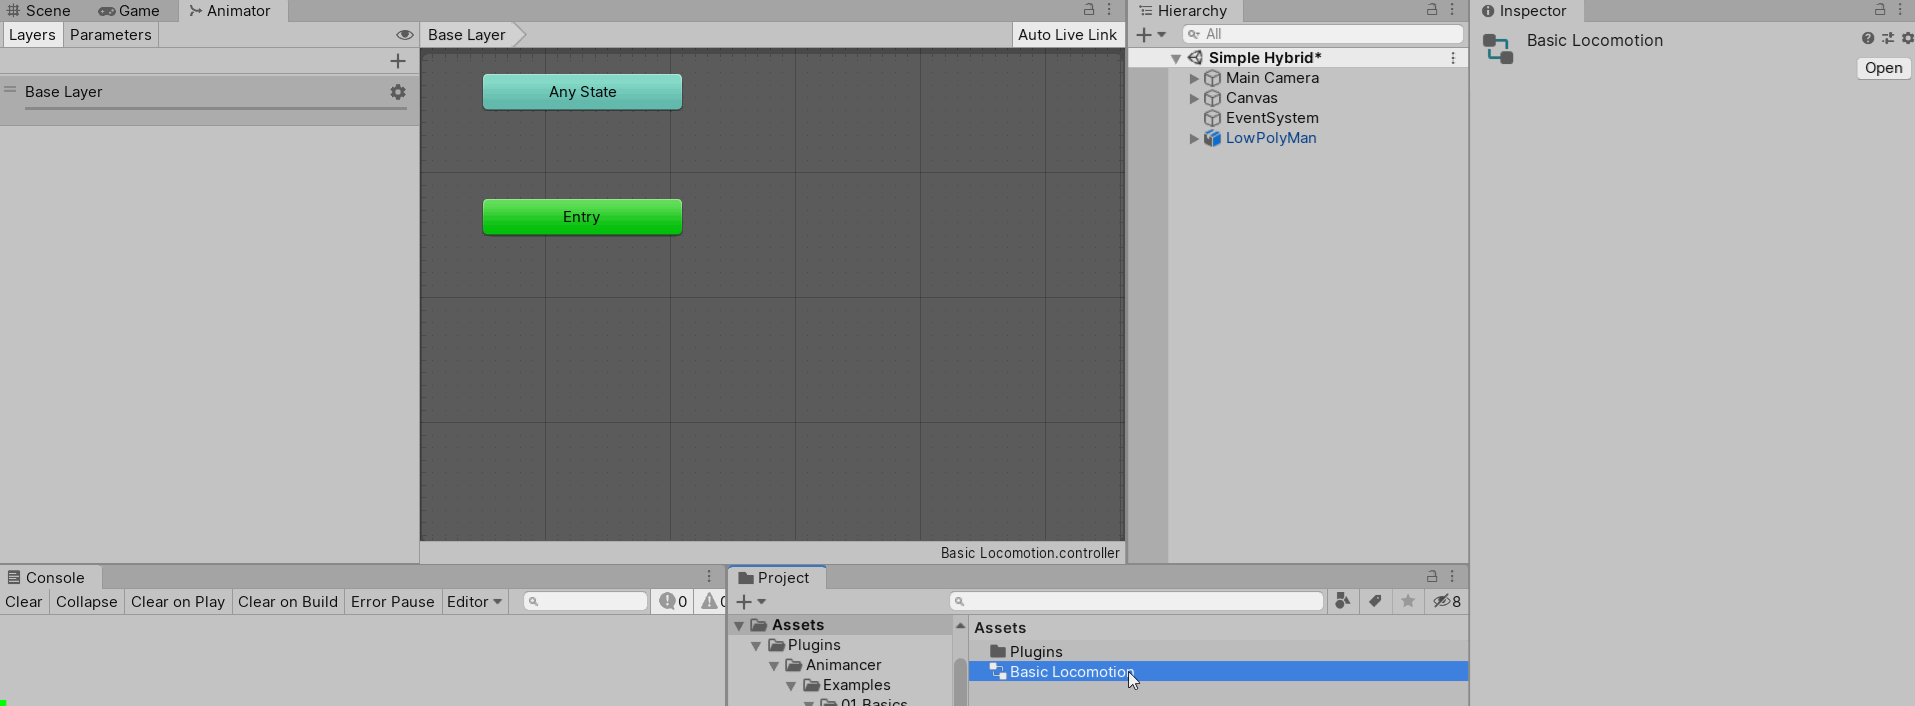 Scene
Game
Animator
Layers
Parameters
Base Layer
Base Layer
Auto Live Link
Any State
Entry
Basic Locomotion.controller
Hierarchy
All
Simple Hybrid*
Main Camera
Canvas
EventSystem
LowPolyMan
Inspector
Basic Locomotion
Open
Console
Clear
Collapse
Clear on Play
Clear on Build
Error Pause
Editor
0
0
Project
8
Assets
Plugins
Animancer
Examples
01 Basics
Assets
Plugins
Basic Locomotion